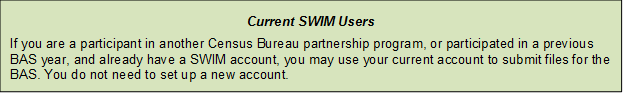 Current SWIM Users
If you are a participant in another Census Bureau partnership program, or participated in a previous
BAS year, and already have a SWIM account, you may use your current account to submit files for the
BAS. You do not need to set up a new account.